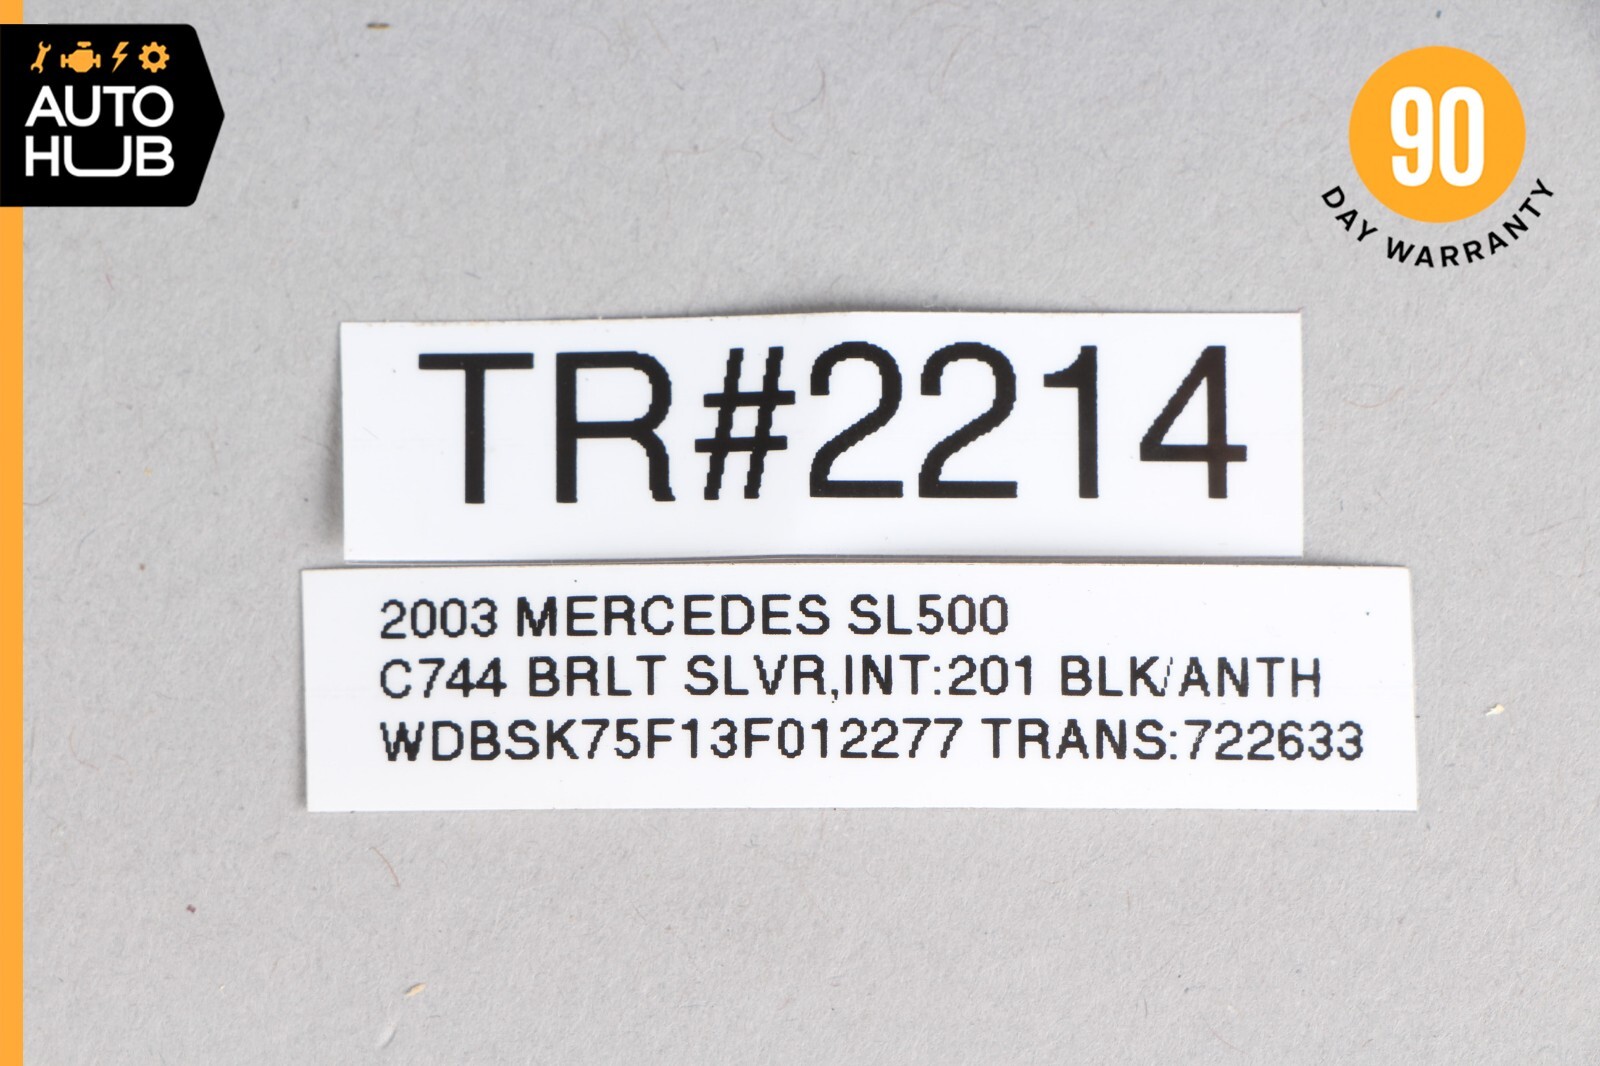 AUTO
HUB
90
DAY WARRANTY
TR#2214
2003 MERCEDES SL500
C744 BRLT SLVR,INT:201 BLK/ANTH
WDBSK75F13F012277 TRANS:722633